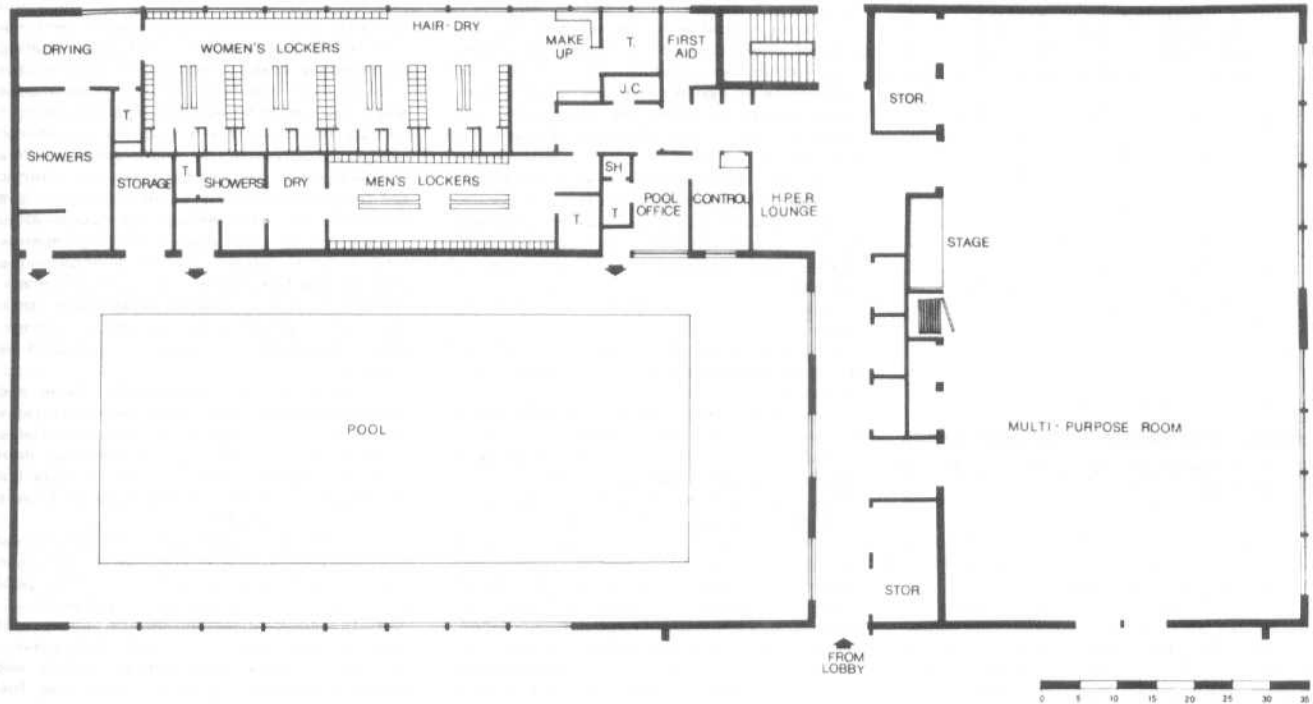 HAIR-DRY
DRYING
WOMEN'S LOCKERS
MAKE
UP
T.
FIRST
AID
J.C.
STOR.
T.
SHOWERS
STORAGE
T.
SHOWERS
DRY
MEN'S LOCKERS
SH
T.
T.
POOL
OFFICE
CONTROL
H.P.E.R
LOUNGE
STAGE
POOL
MULTI-PURPOSE ROOM
STOR
FROM
LOBBY
0 5 10 15 20 25 30 35